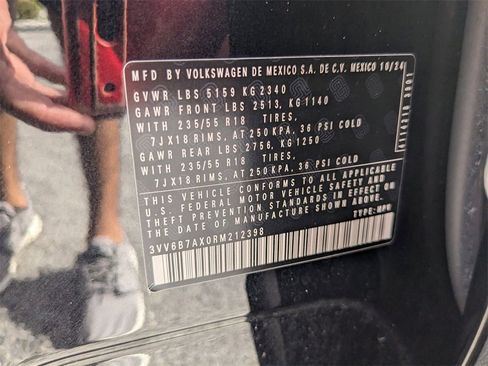 MFD BY VOLKSWAGEN DE MEXICO S.A. DE C.V. MEXICO 10/24
GVWR LBS 5159 KG 2340
GAWR FRONT LBS 2513, KG 1140
WITH 235/55 R18 TIRES,
7JX18 RIMS, AT 250 KPA, 36 PSI COLD
GAWR REAR LBS 2756, KG 1250
WITH 235/55 R18 TIRES,
7JX18 RIMS, AT 250 KPA, 36 PSI COLD
THIS VEHICLE CONFORMS TO ALL APPLICABLE
U.S. FEDERAL MOTOR VEHICLE SAFETY AND
THEFT PREVENTION STANDARDS IN EFFECT ON
THE DATE OF MANUFACTURE SHOWN ABOVE.
3VV6B7AX0RM212398 TYPE: MPV